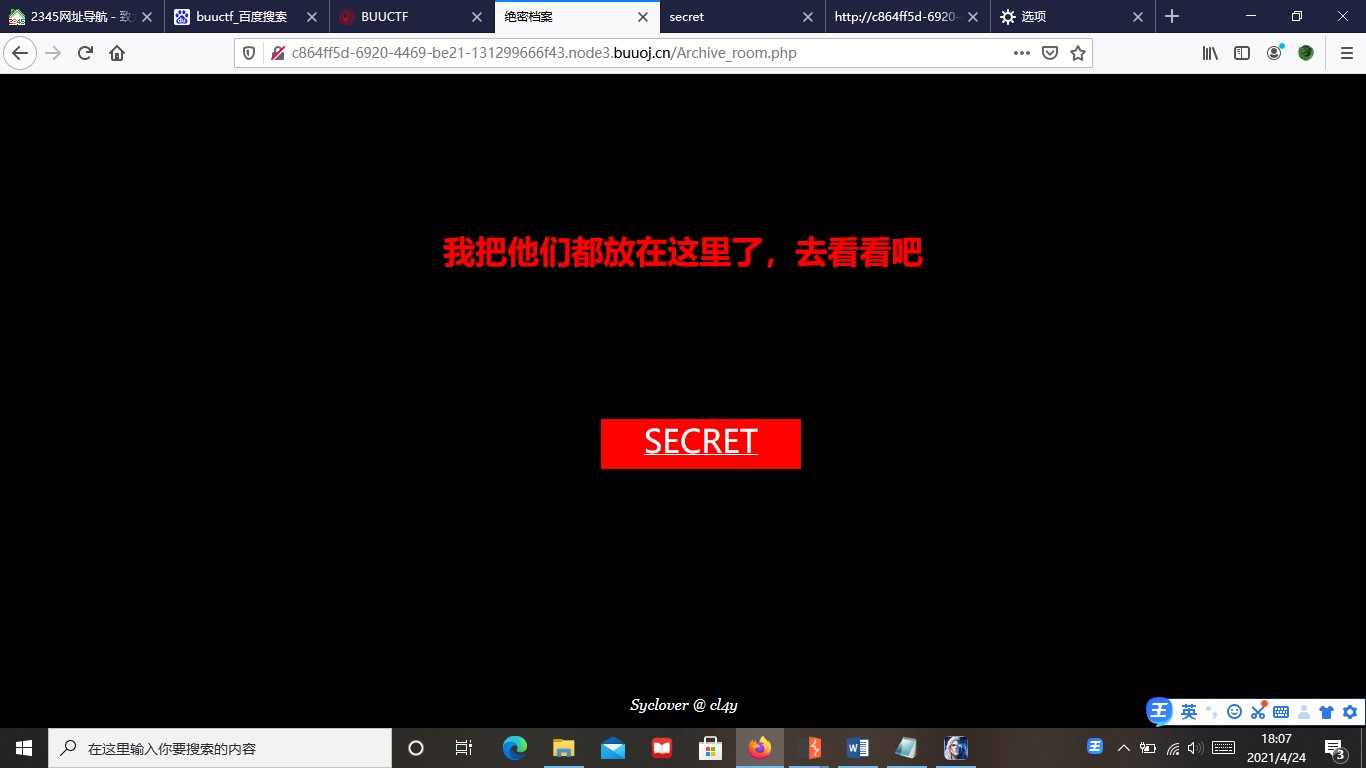 2345网址导航 - 致
buuctf_百度搜索
BUUCTF
绝密档案
secret
http://c864ff5d-6920-
选项
c864ff5d-6920-4469-be21-131299666f43.node3.buuoj.cn/Archive_room.php
我把他们都放在这里了，去看看吧
SECRET
Syclover @ cl4y
王 英
在这里输入你要搜索的内容
18:07
2021/4/24
3